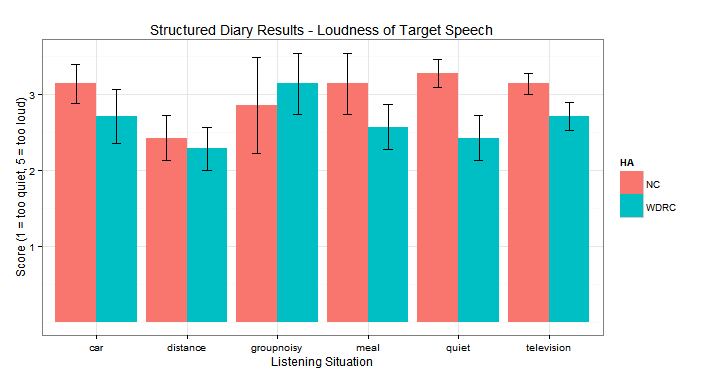 Structured Diary Results - Loudness of Target Speech
Score (1 = too quiet, 5 = too loud)
3
2
1
car distance groupnoisy meal quiet television
Listening Situation
HA
NC
WDRC